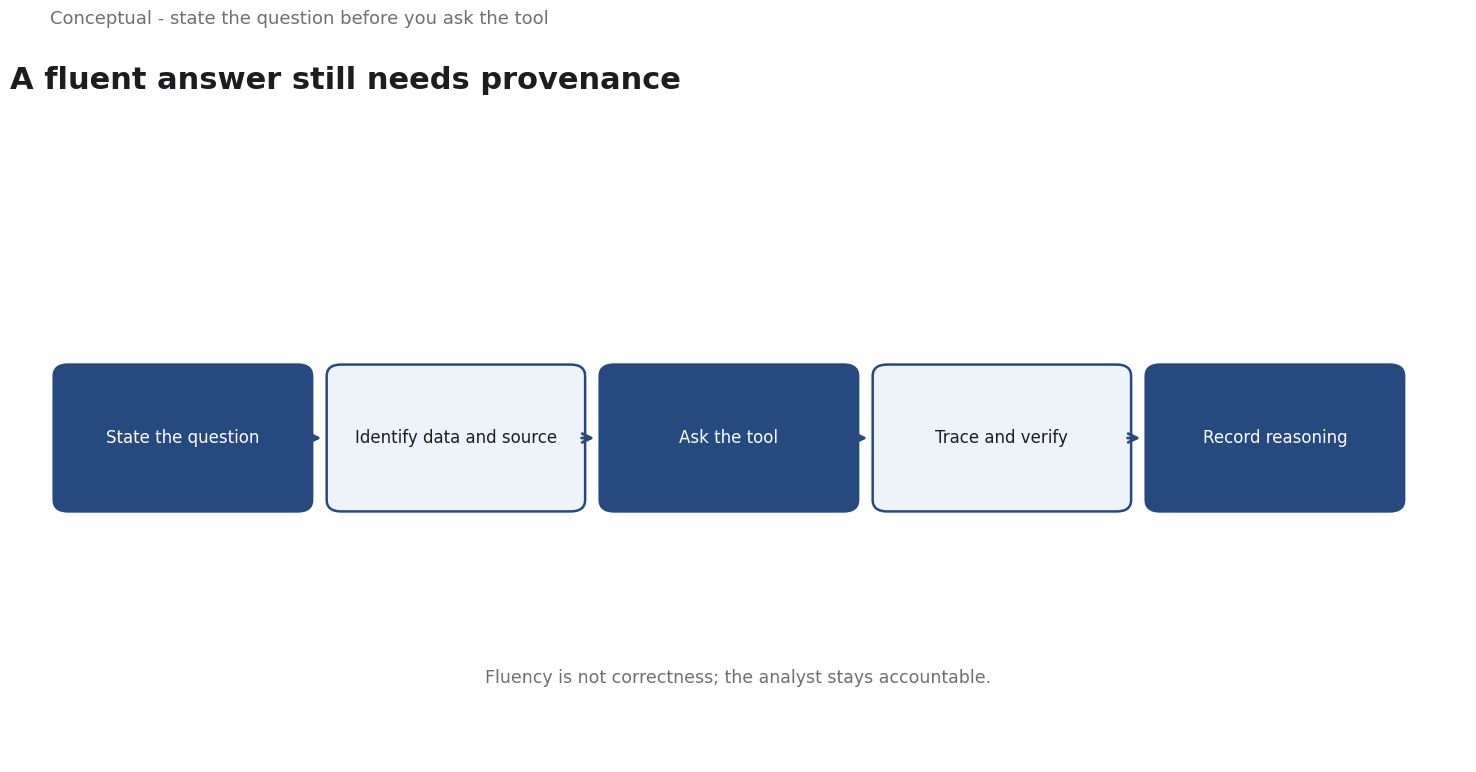 Conceptual - state the question before you ask the tool
A fluent answer still needs provenance
State the question
Identify data and source
Ask the tool
Trace and verify
Record reasoning
Fluency is not correctness; the analyst stays accountable.